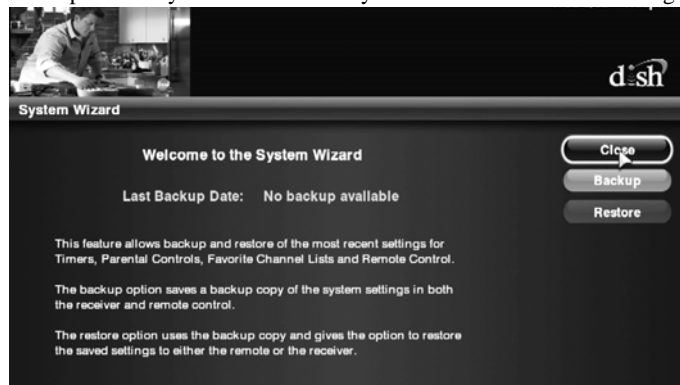 dish
System Wizard
Welcome to the System Wizard
Close
Last Backup Date: No backup available
Backup
Restore
This feature allows backup and restore of the most recent settings for
Timers, Parental Controls, Favorite Channel Lists and Remote Control.
The backup option saves a backup copy of the system settings in both
the receiver and remote control.
The restore option uses the backup copy and gives the option to restore
the saved settings to either the remote or the receiver.